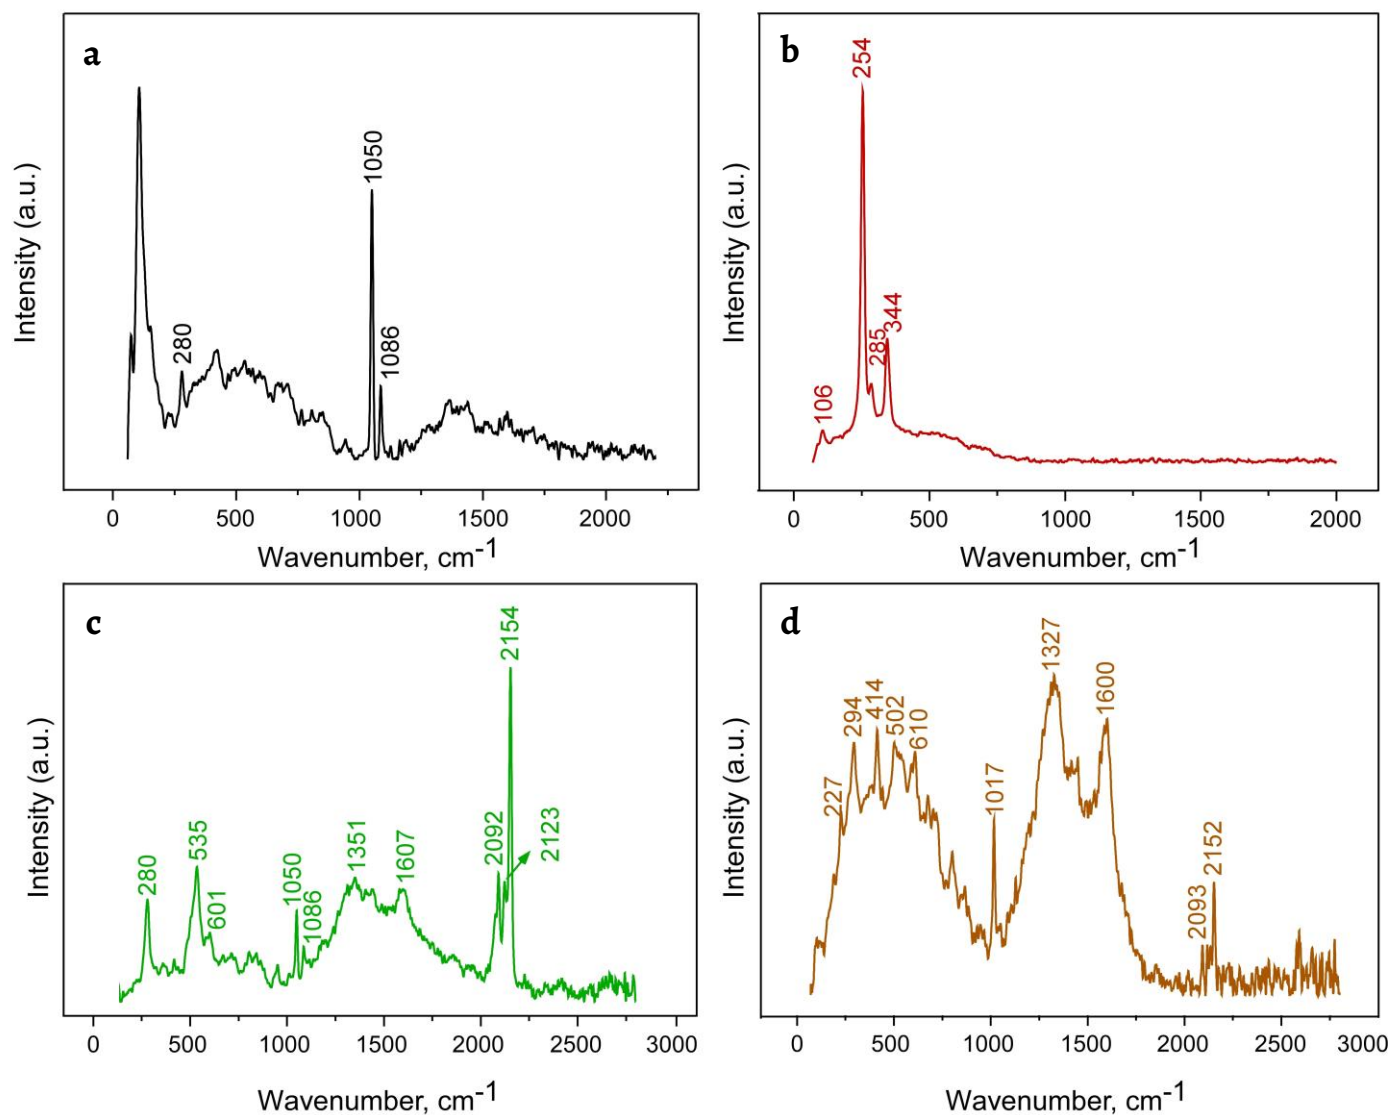 a
1050
1086
280
Intensity (a.u.)
0 500 1000 1500 2000
Wavenumber, cm-1
b
254
344
285
106
Intensity (a.u.)
0 500 1000 1500 2000
Wavenumber, cm-1
c
2154
2123
2092
1607
1351
1086
1050
601
535
280
Intensity (a.u.)
0 500 1000 1500 2000 2500 3000
Wavenumber, cm-1
d
1327
1600
294
414
502
610
227
1017
2093
2152
Intensity (a.u.)
0 500 1000 1500 2000 2500 3000
Wavenumber, cm-1